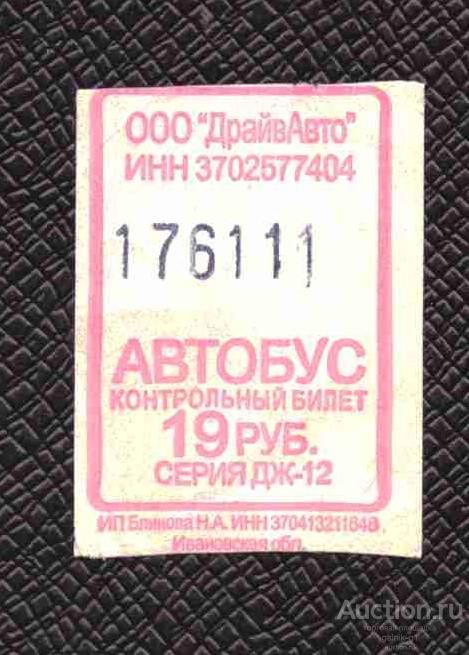 ООО "ДрайвАвто"
ИНН 3702577404
176111
АВТОБУС
КОНТРОЛЬНЫЙ БИЛЕТ
19 РУБ.
СЕРИЯ ДЖ-12
ИП Блинова Н.А. ИНН 370413211648
Ивановская обл.
Auction.ru